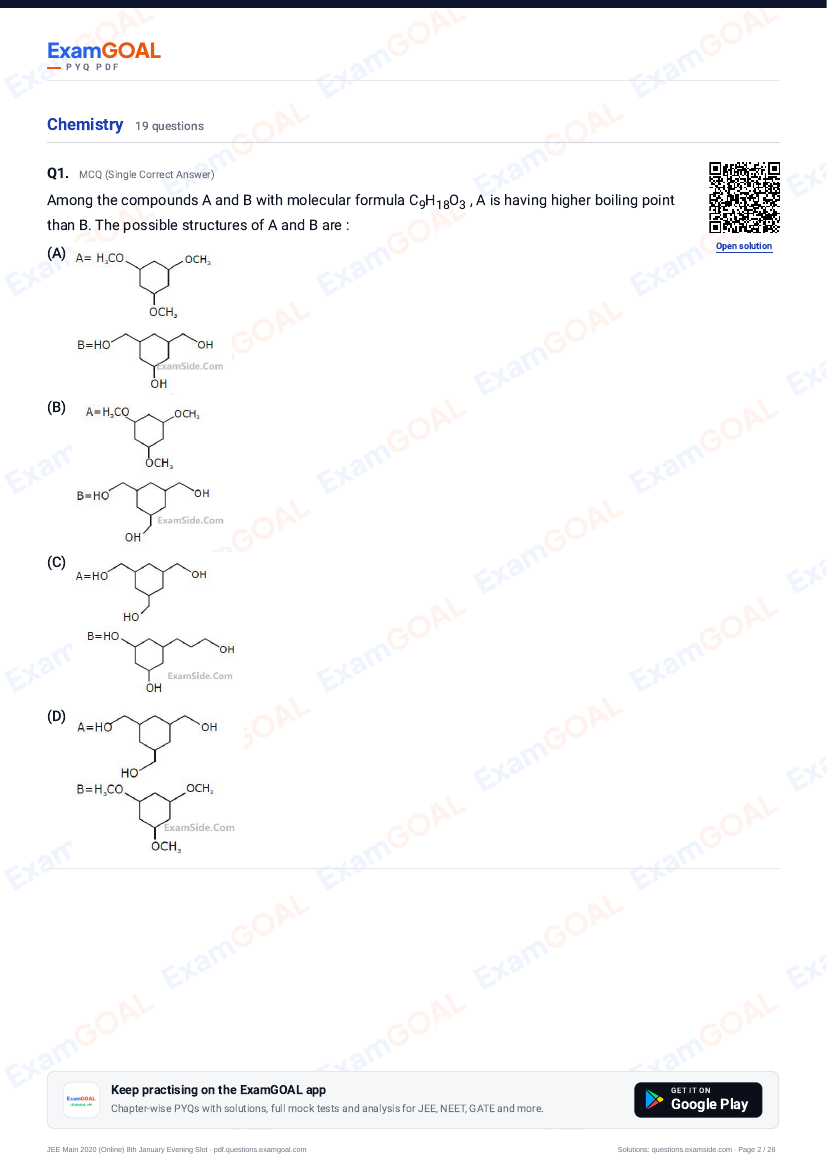 ExamGOAL
PYQ PDF
Chemistry 19 questions
Q1. MCQ (Single Correct Answer)
Among the compounds A and B with molecular formula C₉H₁₈O₃ , A is having higher boiling point
than B. The possible structures of A and B are :
Open solution
(A) A= H₃CO OCH₃
OCH₃
B=HO OH
ExamSide.Com
OH
(B) A=H₃CO OCH₃
OCH₃
B=HO OH
ExamSide.Com
OH
(C) A=HO OH
HO
B=HO OH
ExamSide.Com
OH
(D) A=HO OH
HO
B=H₃CO OCH₃
ExamSide.Com
OCH₃
Keep practising on the ExamGOAL app
Chapter-wise PYQs with solutions, full mock tests and analysis for JEE, NEET, GATE and more.
GET IT ON
Google Play
JEE Main 2020 (Online) 8th January Evening Slot · pdf.questions.examgoal.com
Solutions: questions.examside.com · Page 2 / 26